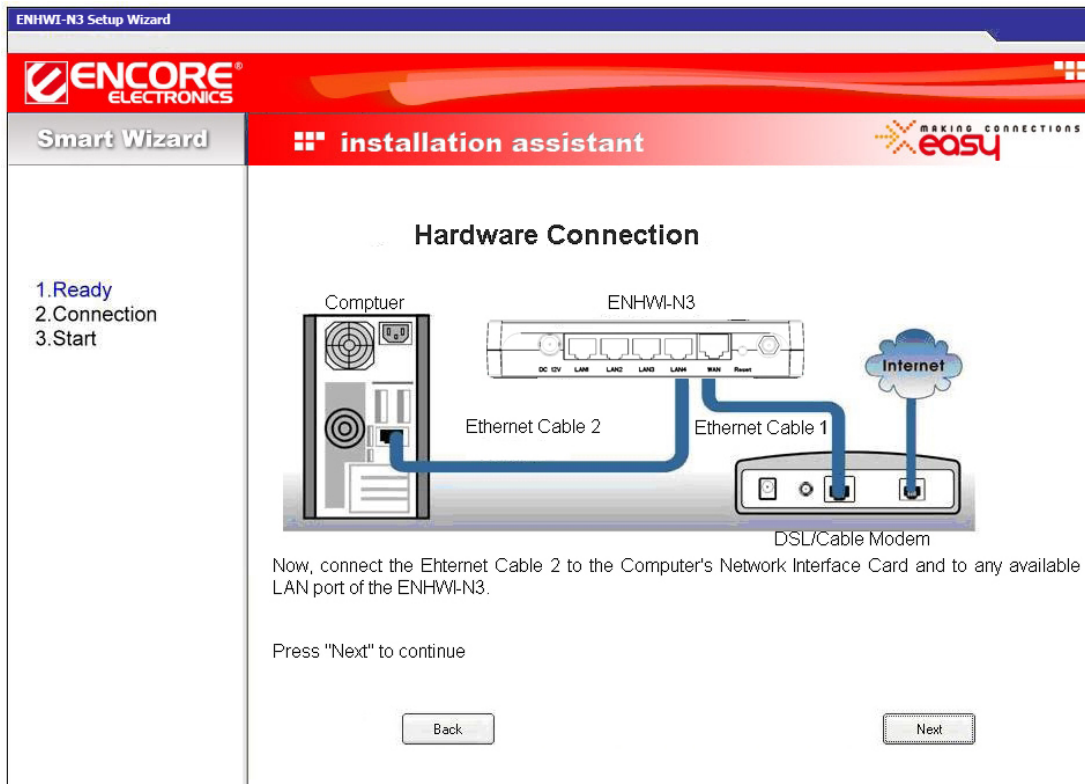 ENHWI-N3 Setup Wizard
ENCORE®
ELECTRONICS
Smart Wizard
installation assistant
MAKING CONNECTIONS
easy
Hardware Connection
1.Ready
2.Connection
3.Start
Comptuer
ENHWI-N3
DC 12V LAN1 LAN2 LAN3 LAN4 WAN Reset
Internet
Ethernet Cable 2
Ethernet Cable 1
DSL/Cable Modem
Now, connect the Ehternet Cable 2 to the Computer's Network Interface Card and to any available
LAN port of the ENHWI-N3.
Press "Next" to continue
Back
Next